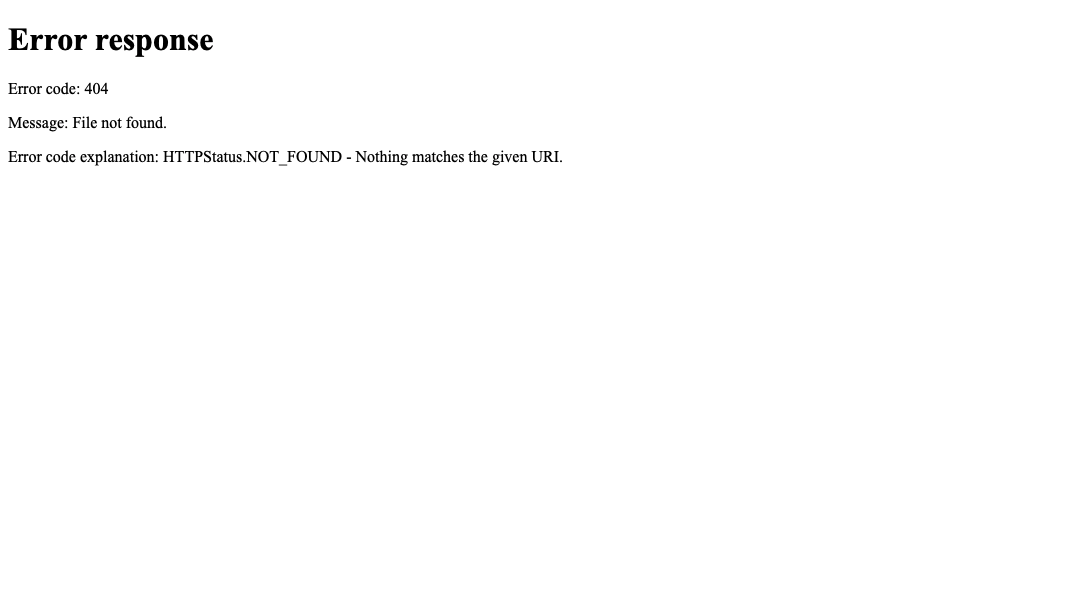 Error response
Error code: 404
Message: File not found.
Error code explanation: HTTPStatus.NOT_FOUND - Nothing matches the given URI.